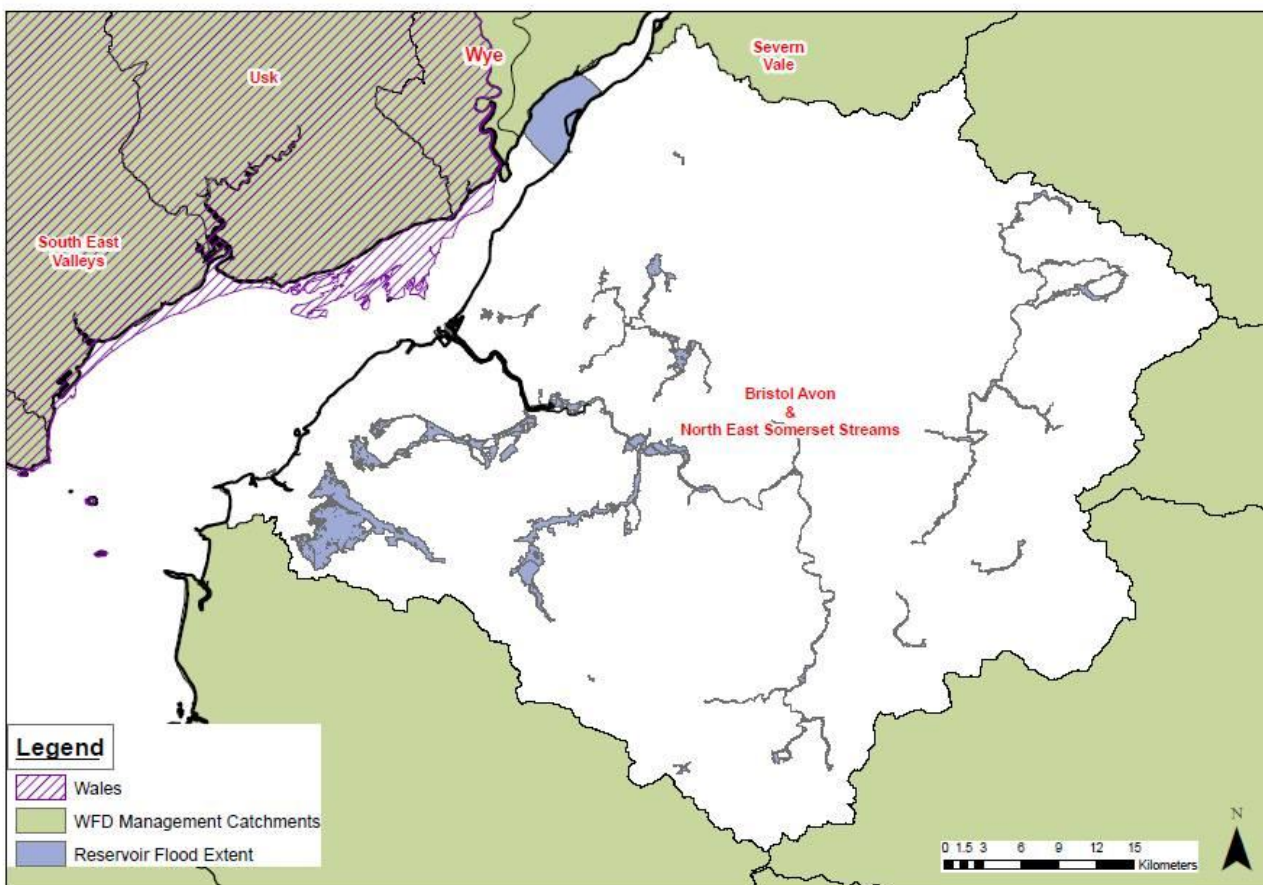 Wye
Severn
Vale
Usk
South East
Valleys
Bristol Avon
&
North East Somerset Streams
Legend
Wales
WFD Management Catchments
Reservoir Flood Extent
N
0 1.5 3 6 9 12 15
Kilometers